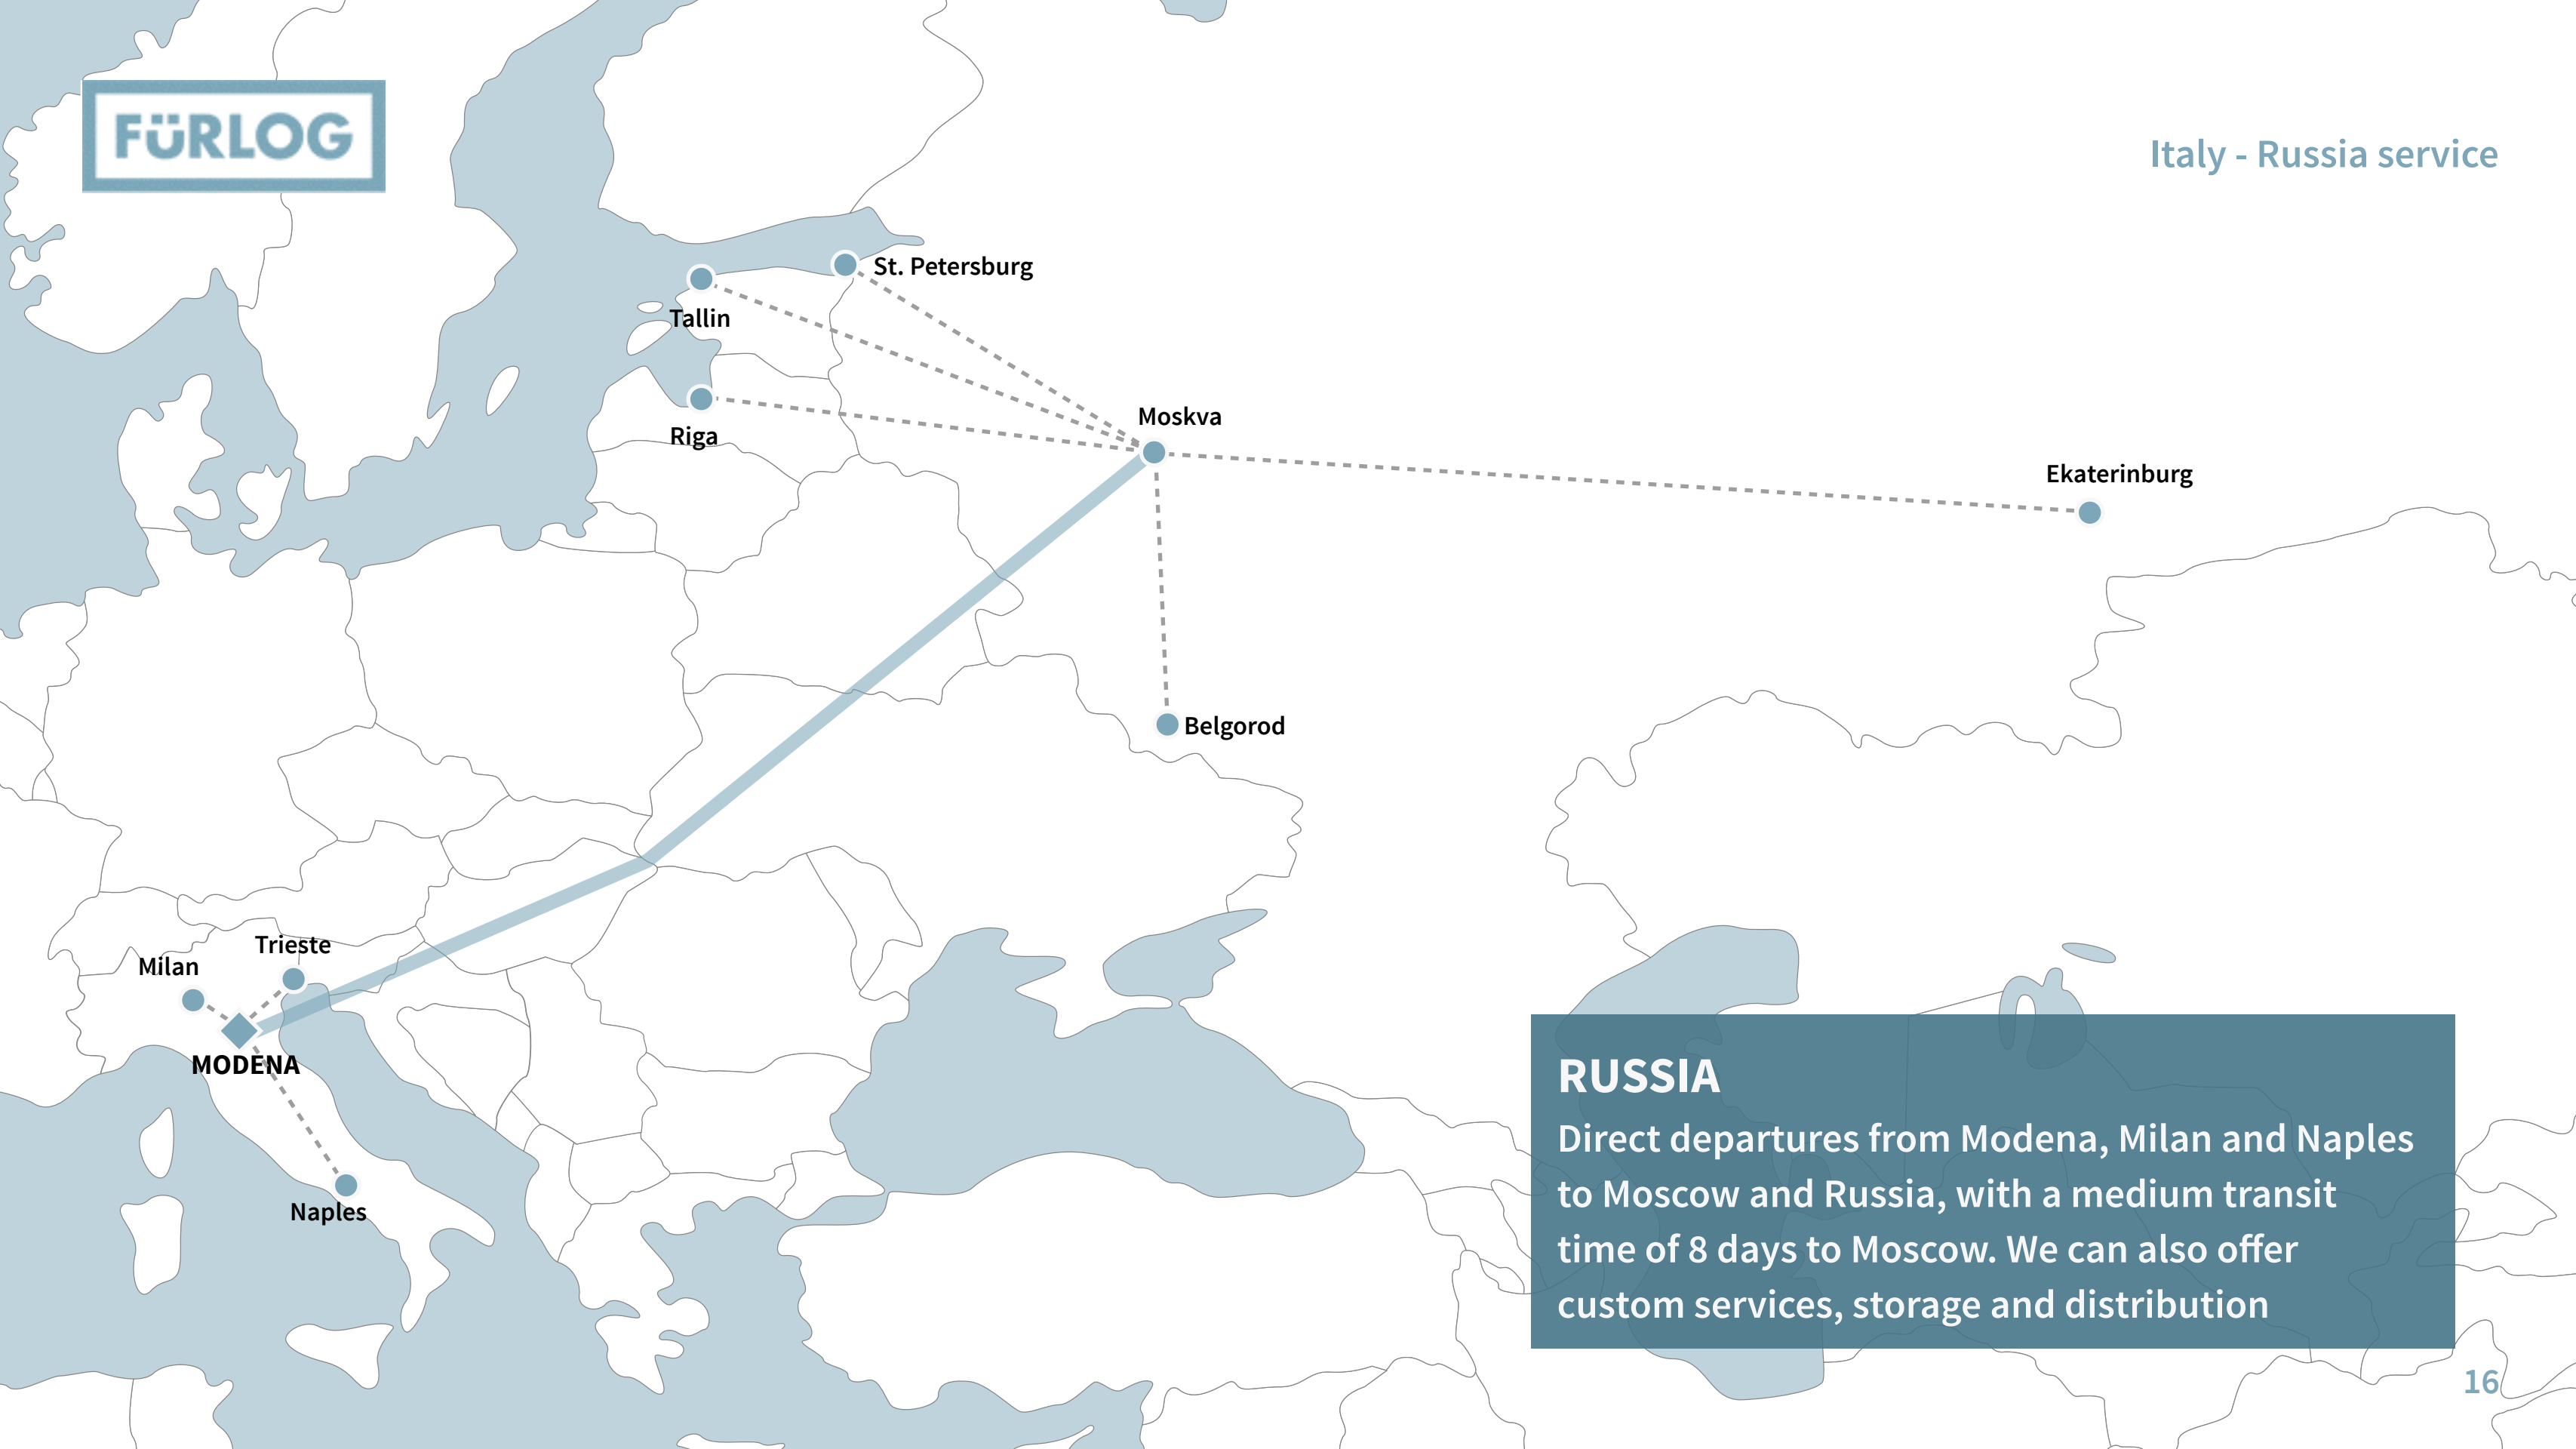 FÜRLOG
Italy - Russia service
St. Petersburg
Tallin
Riga
Moskva
Ekaterinburg
Belgorod
Trieste
Milan
MODENA
Naples
RUSSIA
Direct departures from Modena, Milan and Naples
to Moscow and Russia, with a medium transit
time of 8 days to Moscow. We can also offer
custom services, storage and distribution
16